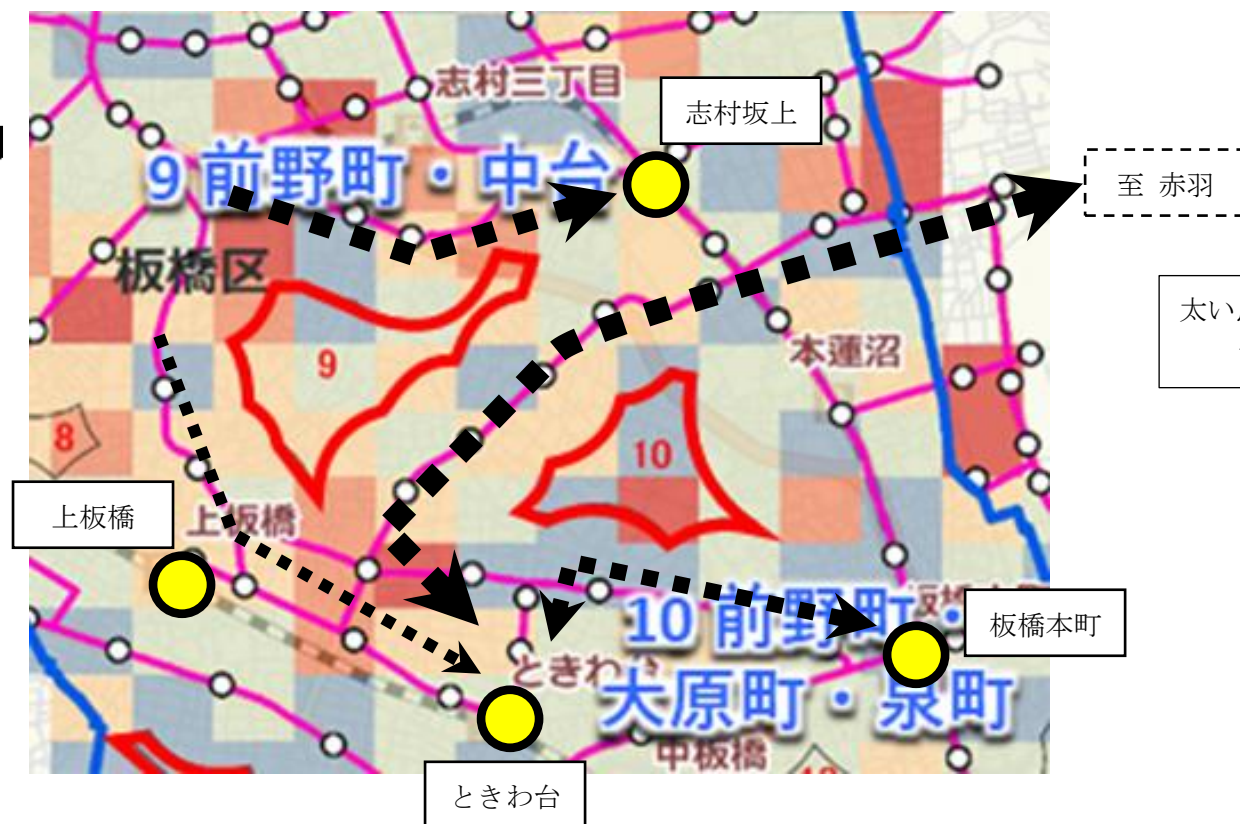 志村三丁目
志村坂上
9 前野町・中台
至 赤羽
板橋区
太い
本蓮沼
9
8
10
上板橋
上板橋
10 前野町・
板橋本町
ときわ
大原町・泉町
中板橋
ときわ台